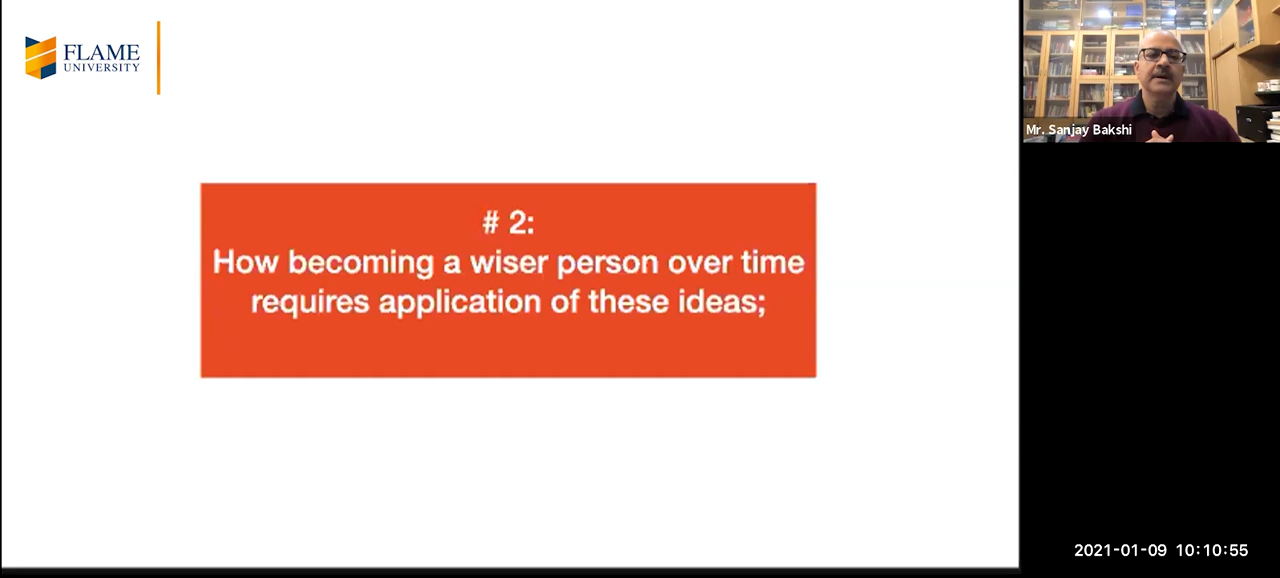 FLAME
UNIVERSITY
# 2:
How becoming a wiser person over time
requires application of these ideas;
Mr. Sanjay Bakshi
2021-01-09 10:10:55